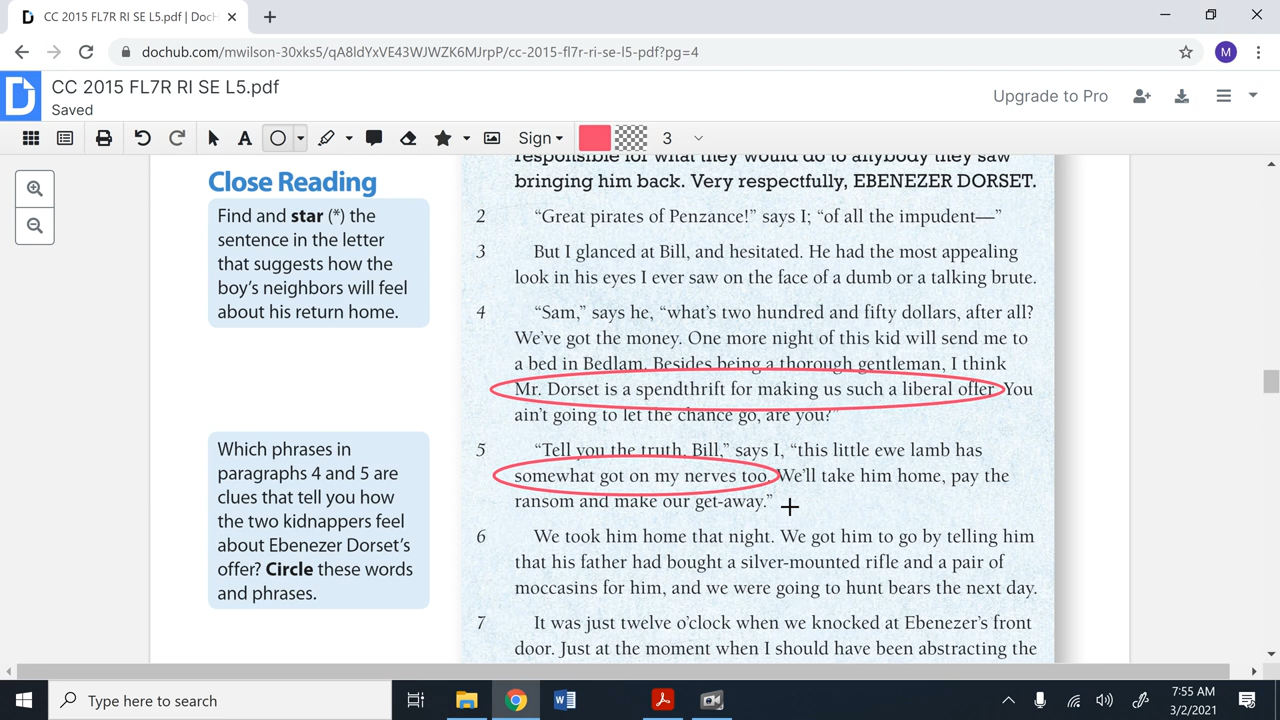 CC 2015 FL7R RI SE L5.pdf | DocH
dochub.com/mwilson-30xks5/qA8ldYxVE43WJWZK6MJrpP/cc-2015-fl7r-ri-se-l5-pdf?pg=4
M
CC 2015 FL7R RI SE L5.pdf
Saved
Upgrade to Pro
A
Sign
3
responsible for what they would do to anybody they saw
bringing him back. Very respectfully, EBENEZER DORSET.
Close Reading
Find and star (*) the
sentence in the letter
that suggests how the
boy’s neighbors will feel
about his return home.
2 “Great pirates of Penzance!” says I; “of all the impudent—”
3 But I glanced at Bill, and hesitated. He had the most appealing
look in his eyes I ever saw on the face of a dumb or a talking brute.
4 “Sam,” says he, “what’s two hundred and fifty dollars, after all?
We’ve got the money. One more night of this kid will send me to
a bed in Bedlam. Besides being a thorough gentleman, I think
Mr. Dorset is a spendthrift for making us such a liberal offer. You
ain’t going to let the chance go, are you?”
Which phrases in
paragraphs 4 and 5 are
clues that tell you how
the two kidnappers feel
about Ebenezer Dorset’s
offer? Circle these words
and phrases.
5 “Tell you the truth, Bill,” says I, “this little ewe lamb has
somewhat got on my nerves too. We’ll take him home, pay the
ransom and make our get-away.”
6 We took him home that night. We got him to go by telling him
that his father had bought a silver-mounted rifle and a pair of
moccasins for him, and we were going to hunt bears the next day.
7 It was just twelve o’clock when we knocked at Ebenezer’s front
door. Just at the moment when I should have been abstracting the
Type here to search
7:55 AM
3/2/2021